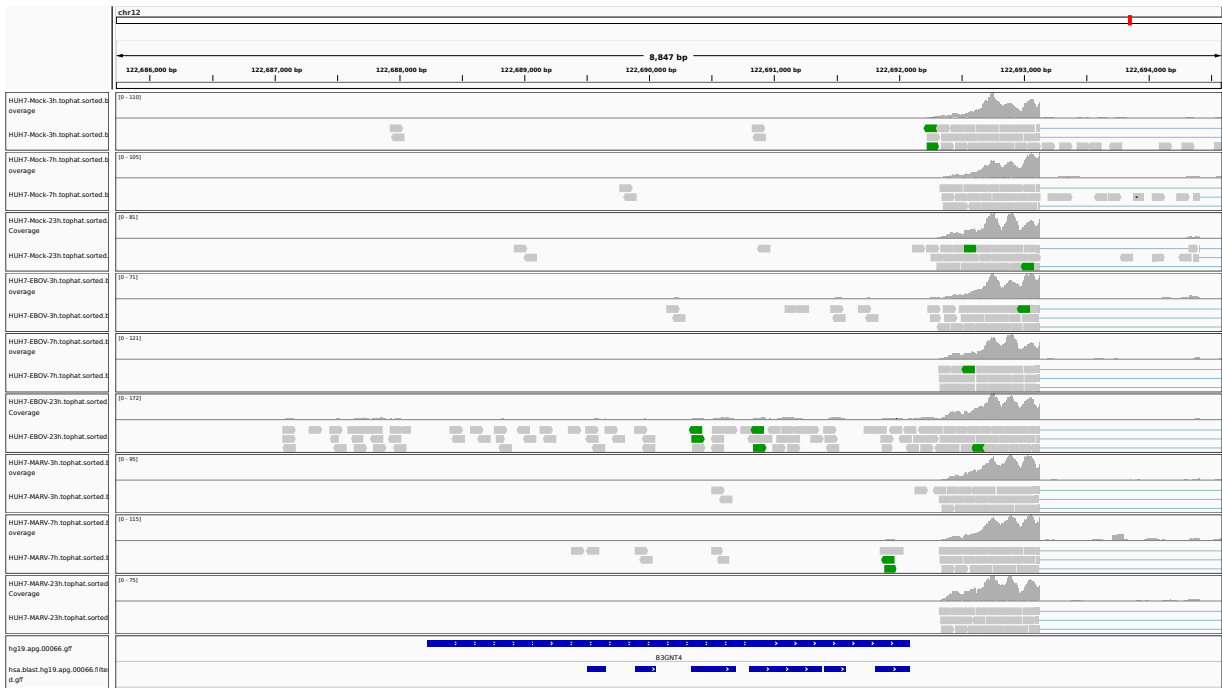 chr12
8,847 bp
122,686,000 bp 122,687,000 bp 122,688,000 bp 122,689,000 bp 122,690,000 bp 122,691,000 bp 122,692,000 bp 122,693,000 bp 122,694,000 bp
HUH7-Mock-3h.tophat.sorted.b
overage
[0 - 110]
HUH7-Mock-3h.tophat.sorted.b
HUH7-Mock-7h.tophat.sorted.b
overage
[0 - 105]
HUH7-Mock-7h.tophat.sorted.b
HUH7-Mock-23h.tophat.sorted.
Coverage
[0 - 81]
HUH7-Mock-23h.tophat.sorted.
HUH7-EBOV-3h.tophat.sorted.b
overage
[0 - 71]
HUH7-EBOV-3h.tophat.sorted.b
HUH7-EBOV-7h.tophat.sorted.b
overage
[0 - 121]
HUH7-EBOV-7h.tophat.sorted.b
HUH7-EBOV-23h.tophat.sorted.
Coverage
[0 - 172]
HUH7-EBOV-23h.tophat.sorted.
HUH7-MARV-3h.tophat.sorted.b
overage
[0 - 95]
HUH7-MARV-3h.tophat.sorted.b
HUH7-MARV-7h.tophat.sorted.b
overage
[0 - 115]
HUH7-MARV-7h.tophat.sorted.b
HUH7-MARV-23h.tophat.sorted
Coverage
[0 - 75]
HUH7-MARV-23h.tophat.sorted
hg19.apg.00066.gff
B3GNT4
hsa.blast.hg19.apg.00066.filte
d.gff